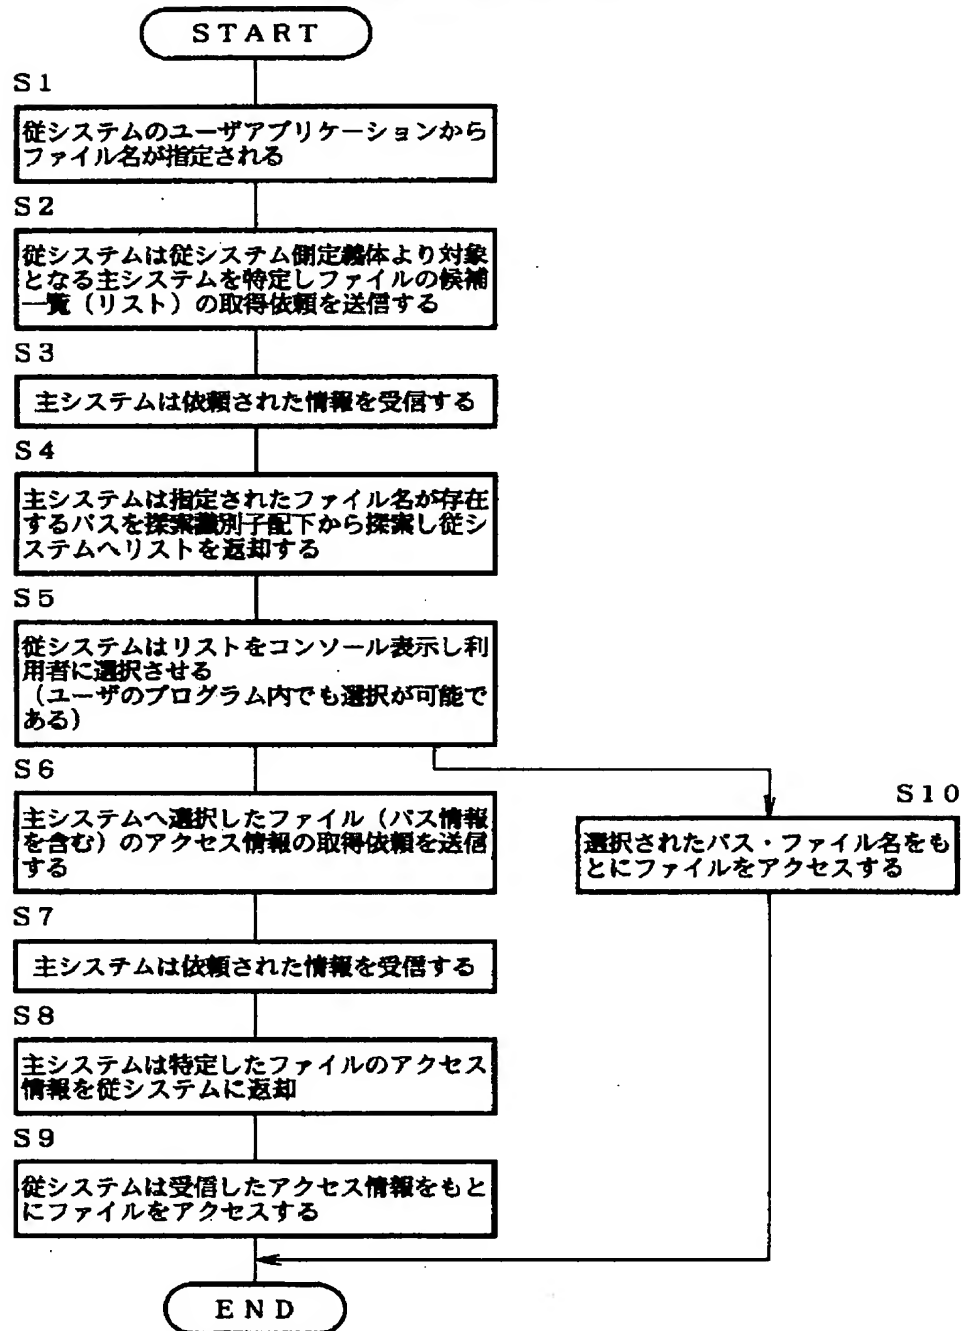 START
S1
従システムのユーザアプリケーションから
ファイル名が指定される
S2
従システムは従システム側定義体より対象
となる主システムを特定しファイルの候補
一覧(リスト)の取得依頼を送信する
S3
主システムは依頼された情報を受信する
S4
主システムは指定されたファイル名が存在
するパスを探索識別子配下から探索し従シ
ステムへリストを返却する
S5
従システムはリストをコンソール表示し利
用者に選択させる
(ユーザのプログラム内でも選択が可能で
ある)
S6
主システムへ選択したファイル(パス情報
を含む)のアクセス情報の取得依頼を送信
する
S7
主システムは依頼された情報を受信する
S8
主システムは特定したファイルのアクセス
情報を従システムに返却
S9
従システムは受信したアクセス情報をもと
にファイルをアクセスする
S10
選択されたパス・ファイル名をも
とにファイルをアクセスする
END